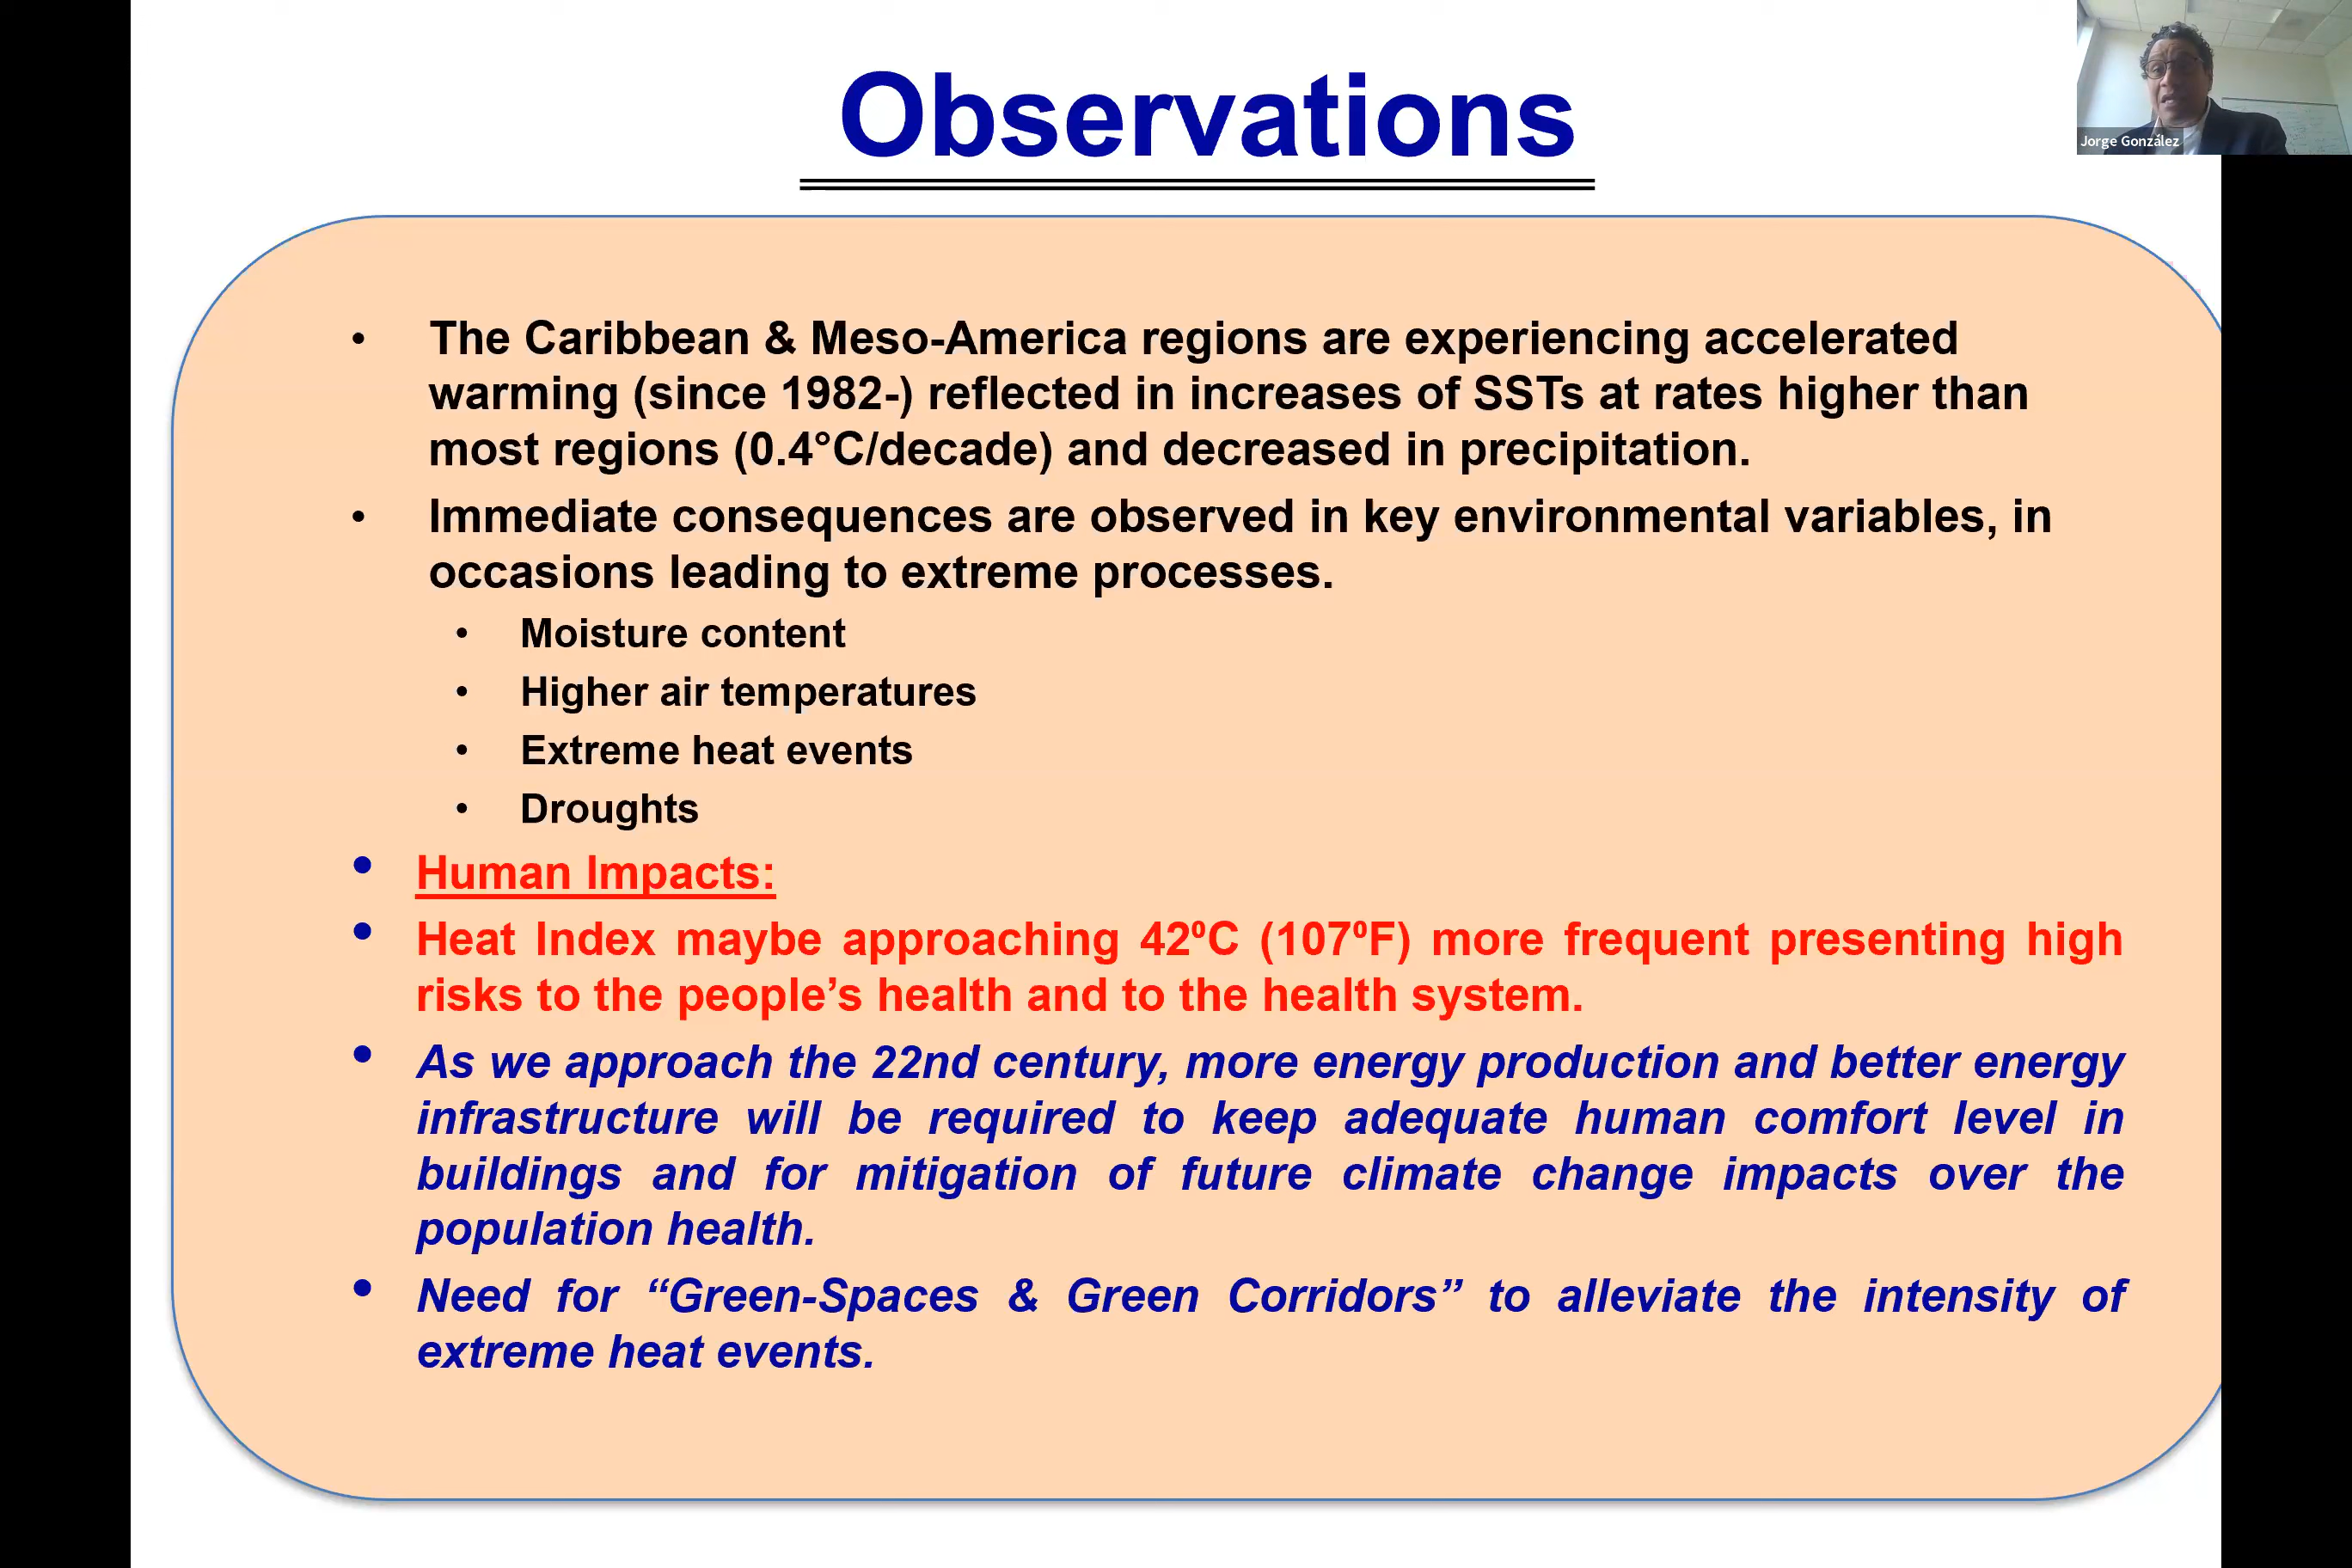 Observations
Jorge González
• The Caribbean & Meso-America regions are experiencing accelerated
warming (since 1982-) reflected in increases of SSTs at rates higher than
most regions (0.4°C/decade) and decreased in precipitation.
• Immediate consequences are observed in key environmental variables, in
occasions leading to extreme processes.
• Moisture content
• Higher air temperatures
• Extreme heat events
• Droughts
• Human Impacts:
• Heat Index maybe approaching 42⁰C (107⁰F) more frequent presenting high
risks to the people’s health and to the health system.
• As we approach the 22nd century, more energy production and better energy
infrastructure will be required to keep adequate human comfort level in
buildings and for mitigation of future climate change impacts over the
population health.
• Need for “Green-Spaces & Green Corridors” to alleviate the intensity of
extreme heat events.